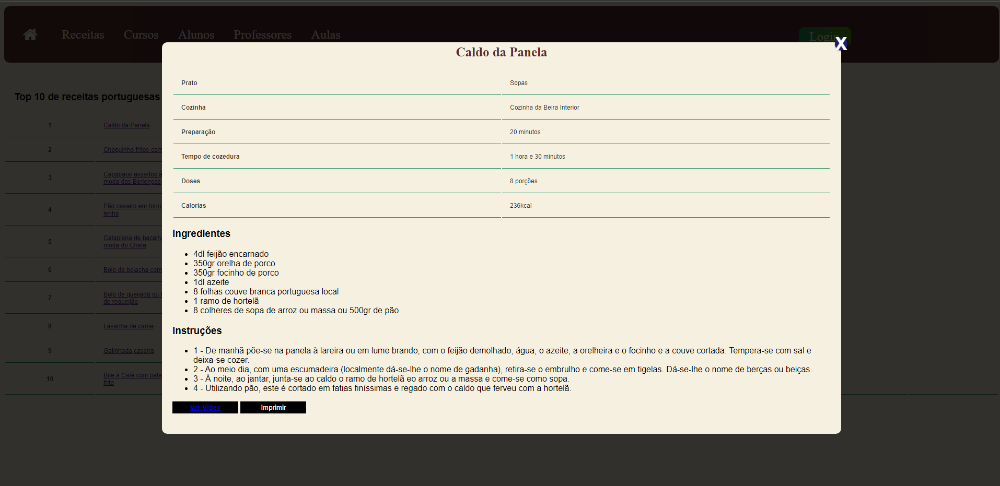 Receitas Cursos Alunos Professores Aulas Login
X
Caldo da Panela
Prato Sopas
Cozinha Cozinha da Beira Interior
Preparação 20 minutos
Tempo de cozedura 1 hora e 30 minutos
Doses 8 porções
Calorias 236kcal
Ingredientes
4dl feijão encarnado
350gr orelha de porco
350gr focinho de porco
1dl azeite
8 folhas couve branca portuguesa local
1 ramo de hortelã
8 colheres de sopa de arroz ou massa ou 500gr de pão
Instruções
1 - De manhã põe-se na panela à lareira ou em lume brando, com o feijão demolhado, água, o azeite, a orelheira e o focinho e a couve cortada. Tempera-se com sal e
deixa-se cozer.
2 - Ao meio dia, com uma escumadeira (localmente dá-se-lhe o nome de gadanha), retira-se o embrulho e come-se em tigelas. Dá-se-lhe o nome de berças ou beiças.
3 - À noite, ao jantar, junta-se ao caldo o ramo de hortelã eo arroz ou a massa e come-se como sopa.
4 - Utilizando pão, este é cortado em fatias finíssimas e regado com o caldo que ferveu com a hortelã.
Ver Vídeo Imprimir
Top 10 de receitas portuguesas
1 Caldo da Panela
2 Choquinho fritos com
3 Capapaus assados à
moda das Berlengas
4 Pão caseiro em forno
lenha
5 Cataplana de bacalh
moda do Chefe
6 Bolo de bolacha com
7 Bolo de queijada ou
de requeijão
8 Lasanha de carne
9 Galinhada caseira
10 Bife à Café com bata
frita